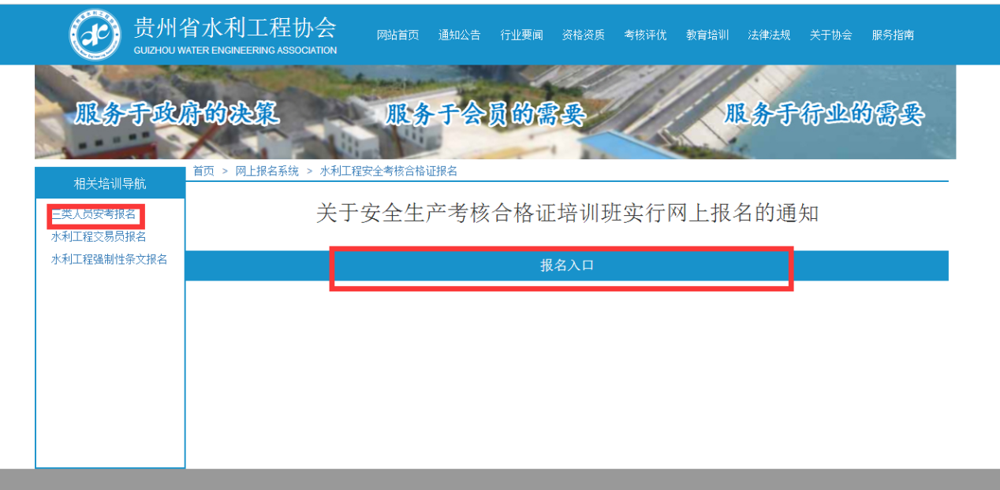 贵州省水利工程协会
GUIZHOU WATER ENGINEERING ASSOCIATION
网站首页 通知公告 行业要闻 资格资质 考核评优 教育培训 法律法规 关于协会 服务指南
服务于政府的决策 服务于会员的需要 服务于行业的需要
首页 > 网上报名系统 > 水利工程安全考核合格证报名
相关培训导航
三类人员安考报名
水利工程交易员报名
水利工程强制性条文报名
关于安全生产考核合格证培训班实行网上报名的通知
报名入口